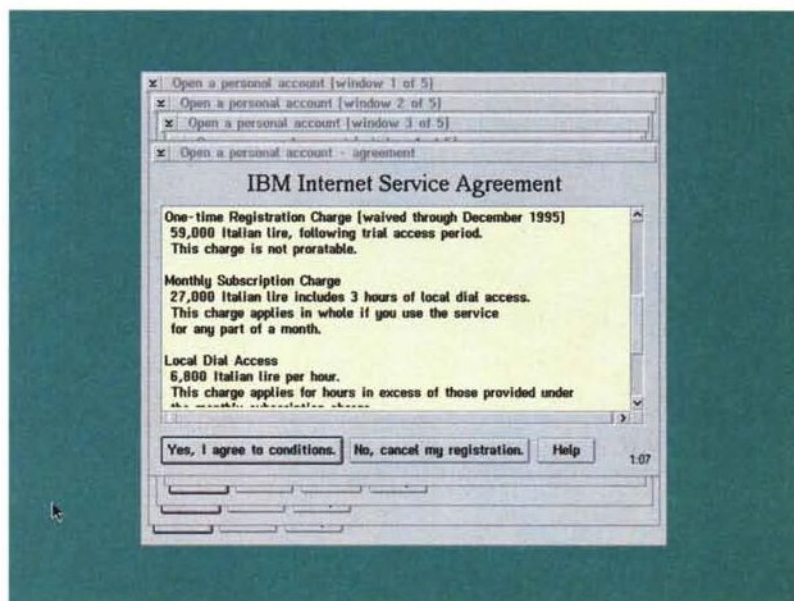 Open a personal account [window 1 of 5]
Open a personal account [window 2 of 5]
Open a personal account [window 3 of 5]
Open a personal account - agreement
IBM Internet Service Agreement
One-time Registration Charge [waived through December 1995]
59,000 Italian lire, following trial access period.
This charge is not proratable.
Monthly Subscription Charge
27,000 Italian lire includes 3 hours of local dial access.
This charge applies in whole if you use the service
for any part of a month.
Local Dial Access
6,800 Italian lire per hour.
This charge applies for hours in excess of those provided under
the monthly subscription charge
Yes, I agree to conditions. No, cancel my registration. Help
1:07